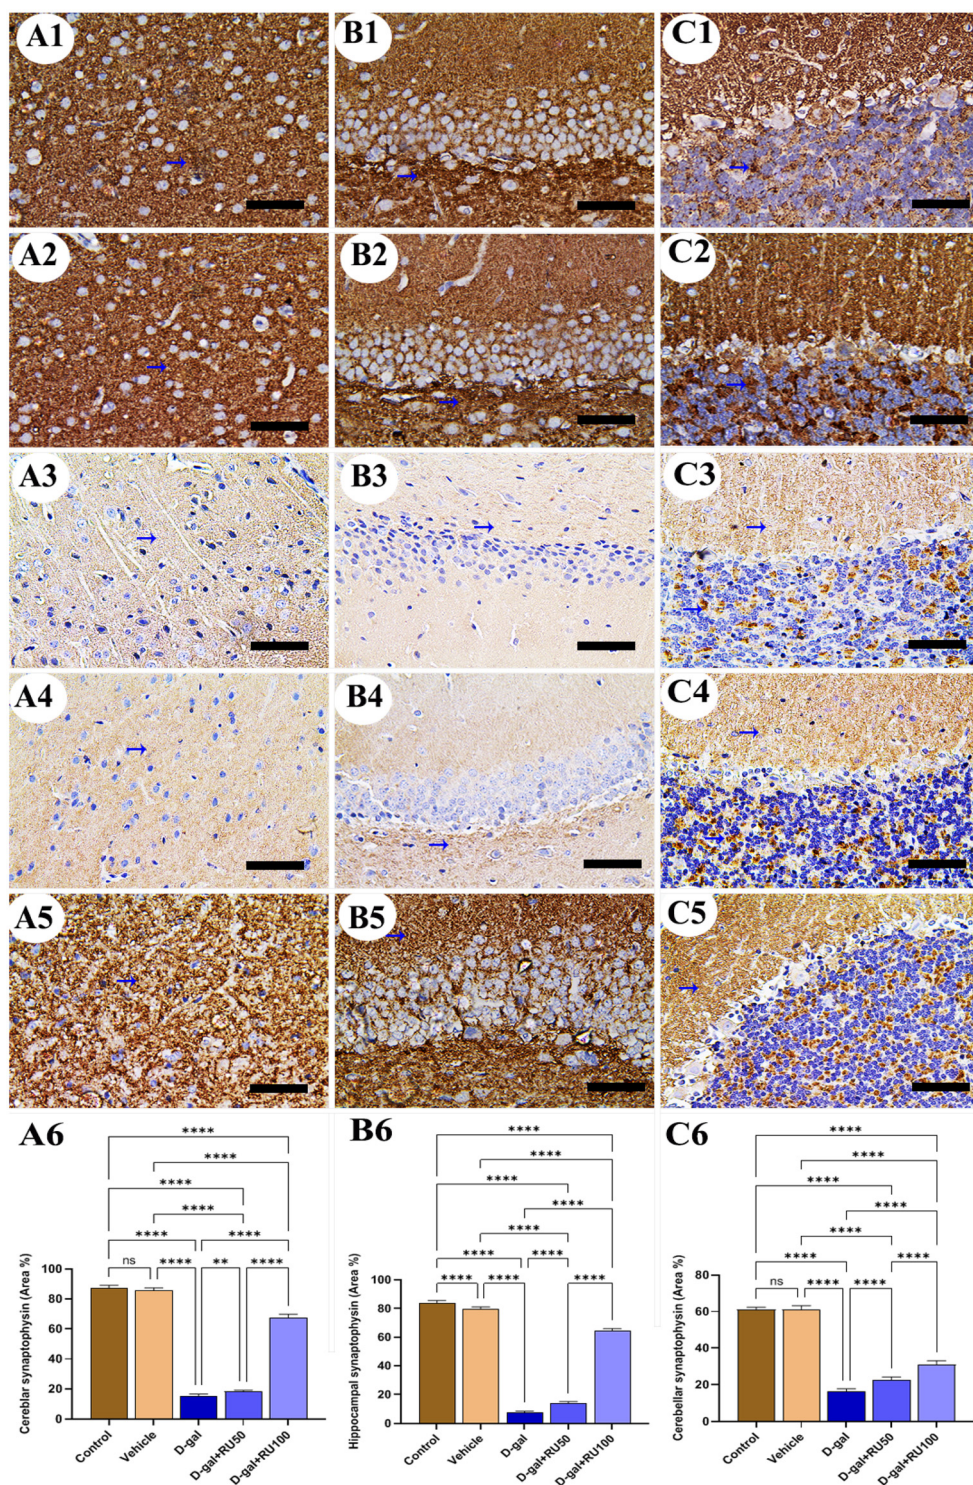 A1
B1
C1
A2
B2
C2
A3
B3
C3
A4
B4
C4
A5
B5
C5
A6
**** 
****
****
****
**** ****
ns **** ** ****
Cereblar synaptophysin (Area %)
100
80
60
40
20
0
Control
Vehicle
D-gal
D-gal+RU50
D-gal+RU100
B6
****
****
****
****
****
**** ****
**** **** ****
Hippocampal synaptophysin (Area %)
100
80
60
40
20
0
Control
Vehicle
D-gal
D-gal+RU50
D-gal+RU100
C6
****
****
****
****
****
**** ****
ns **** ****
Cerebellar synaptophysin (Area %)
80
60
40
20
0
Control
Vehicle
D-gal
D-gal+RU50
D-gal+RU100